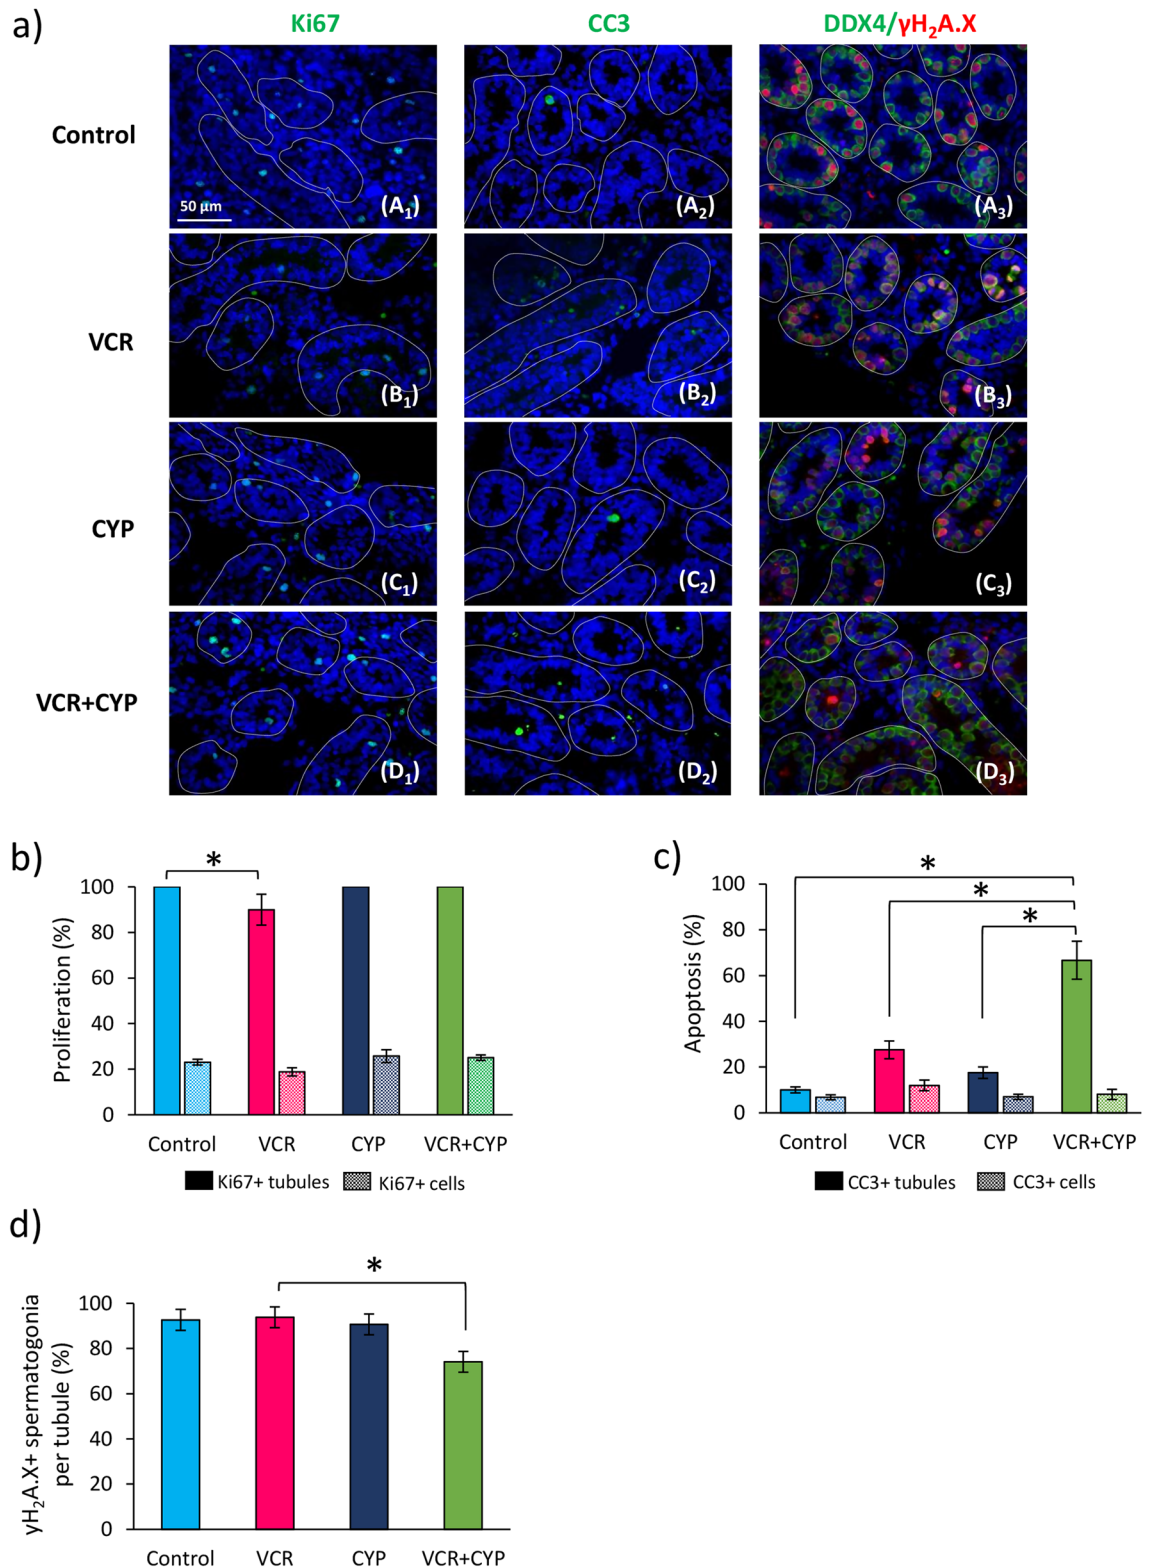 a)
Ki67 CC3 DDX4/γH₂A.X
Control
50 μm
(A₁) (A₂) (A₃)
VCR
(B₁) (B₂) (B₃)
CYP
(C₁) (C₂) (C₃)
VCR+CYP
(D₁) (D₂) (D₃)
b)
*
Proliferation (%)
100
80
60
40
20
0
Control VCR CYP VCR+CYP
Ki67+ tubules Ki67+ cells
c)
*
*
*
Apoptosis (%)
100
80
60
40
20
0
Control VCR CYP VCR+CYP
CC3+ tubules CC3+ cells
d)
*
γH₂A.X+ spermatogonia
per tubule (%)
100
80
60
40
20
0
Control VCR CYP VCR+CYP